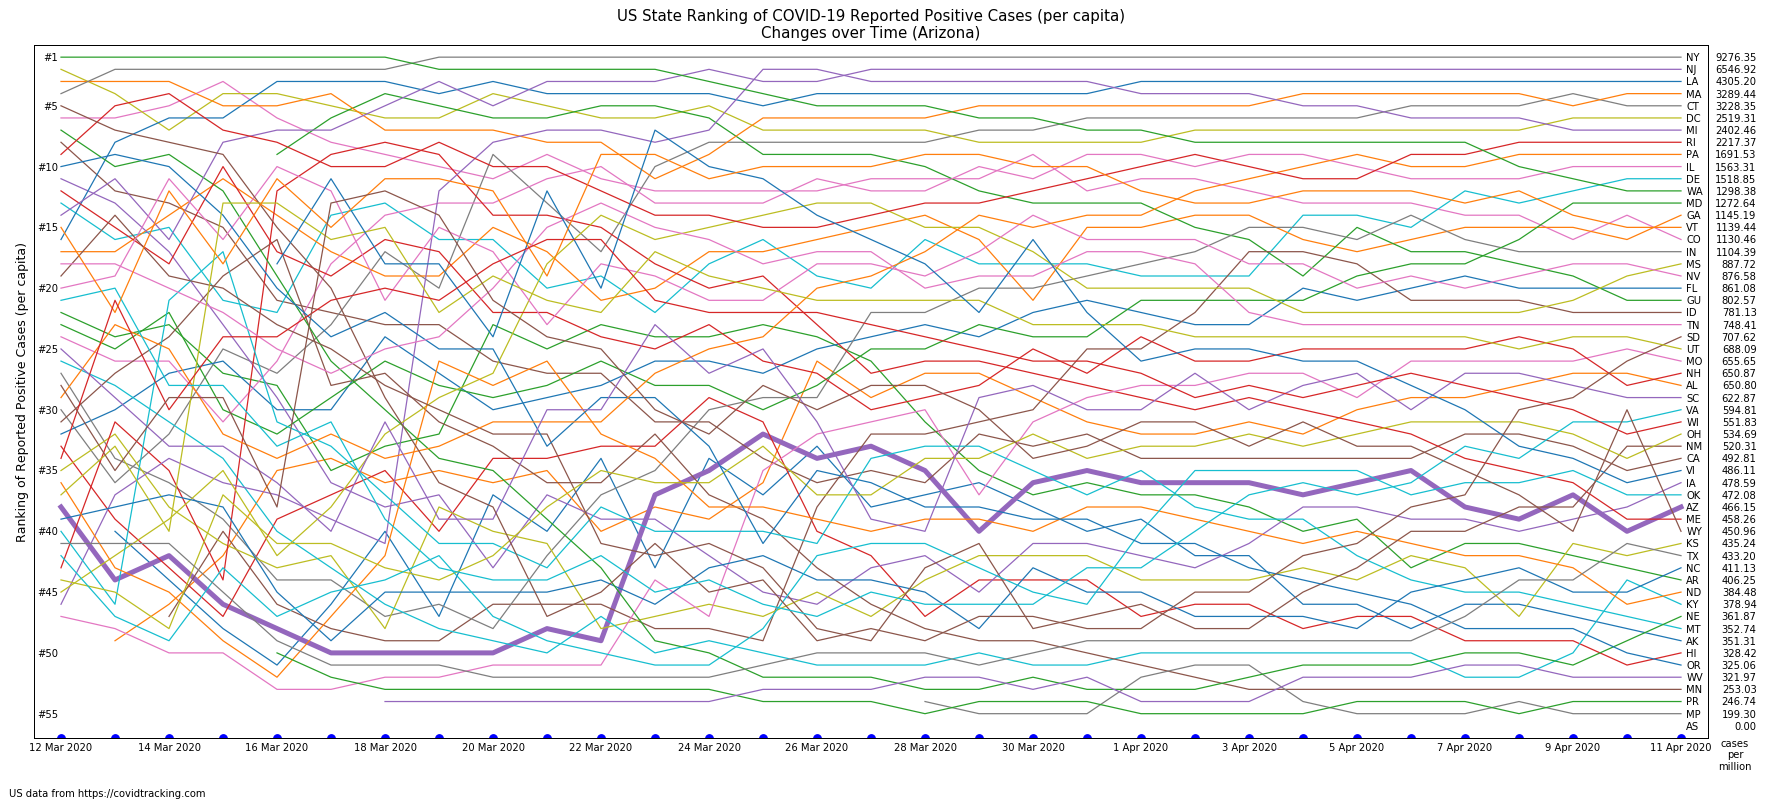 US State Ranking of COVID-19 Reported Positive Cases (per capita)
Changes over Time (Arizona)
Ranking of Reported Positive Cases (per capita)
#1
#5
#10
#15
#20
#25
#30
#35
#40
#45
#50
#55
NY 9276.35
NJ 6546.92
LA 4305.20
MA 3289.44
CT 3228.35
DC 2519.31
MI 2402.46
RI 2217.37
PA 1691.53
IL 1563.31
DE 1518.85
WA 1298.38
MD 1272.64
GA 1145.19
VT 1139.44
CO 1130.46
IN 1104.39
MS 887.72
NV 876.58
FL 861.08
GU 802.57
ID 781.13
TN 748.41
SD 707.62
UT 688.09
MO 655.65
NH 650.87
AL 650.80
SC 622.87
VA 594.81
WI 551.83
OH 534.69
NM 520.31
CA 492.81
VI 486.11
IA 478.59
OK 472.08
AZ 466.15
ME 458.26
WY 450.96
KS 435.24
TX 433.20
NC 411.13
AR 406.25
ND 384.48
KY 378.94
NE 361.87
MT 352.74
AK 351.31
HI 328.42
OR 325.06
WV 321.97
MN 253.03
PR 246.74
MP 199.30
AS 0.00
12 Mar 2020 14 Mar 2020 16 Mar 2020 18 Mar 2020 20 Mar 2020 22 Mar 2020 24 Mar 2020 26 Mar 2020 28 Mar 2020 30 Mar 2020 1 Apr 2020 3 Apr 2020 5 Apr 2020 7 Apr 2020 9 Apr 2020 11 Apr 2020
cases
per
million
US data from https://covidtracking.com